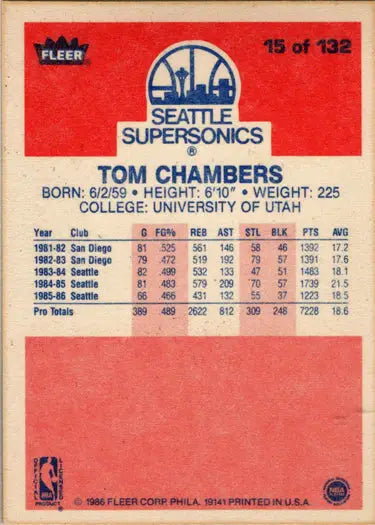 FLEER
15 of 132
SEATTLE
SUPERSONICS
®
TOM CHAMBERS
BORN: 6/2/59 • HEIGHT: 6'10" • WEIGHT: 225
COLLEGE: UNIVERSITY OF UTAH
Year Club G FG% REB AST STL BLK PTS AVG
1981-82 San Diego 81 .525 561 146 58 46 1392 17.2
1982-83 San Diego 79 .472 519 192 79 57 1391 17.6
1983-84 Seattle 82 .499 532 133 47 51 1483 18.1
1984-85 Seattle 81 .483 579 209 70 57 1739 21.5
1985-86 Seattle 66 .466 431 132 55 37 1223 18.5
Pro Totals 389 .489 2622 812 309 248 7228 18.6
OFFICIAL LICENSED
NBA
PRODUCT
NBA
© 1986 FLEER CORP. PHILA. 19141 PRINTED IN U.S.A.